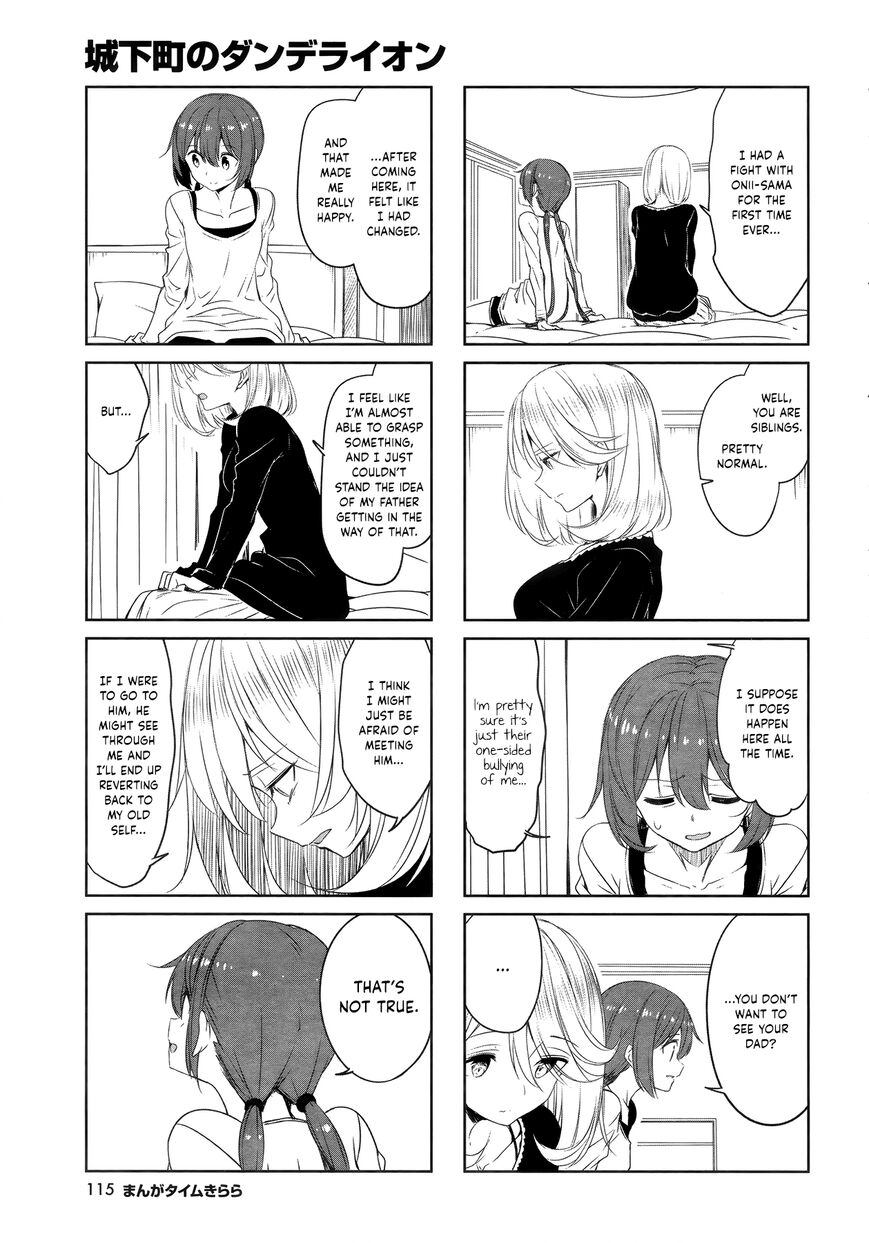 城下町のダンデライオン
I HAD A
FIGHT WITH
ONII-SAMA
FOR THE
FIRST TIME
EVER...
WELL,
YOU ARE
SIBLINGS.
PRETTY
NORMAL.
I SUPPOSE
IT DOES
HAPPEN
HERE ALL
THE TIME.
I'm pretty
sure it's
just their
one-sided
bullying
of me...
...YOU DON'T
WANT TO
SEE YOUR
DAD?
...
...AFTER
COMING
HERE, IT
FELT LIKE
I HAD
CHANGED.
AND
THAT
MADE
ME
REALLY
HAPPY.
I FEEL LIKE
I'M ALMOST
ABLE TO GRASP
SOMETHING,
AND I JUST
COULDN'T
STAND THE IDEA
OF MY FATHER
GETTING IN THE
WAY OF THAT.
BUT...
I THINK
I MIGHT
JUST BE
AFRAID OF
MEETING
HIM...
IF I WERE
TO GO TO
HIM, HE
MIGHT SEE
THROUGH
ME AND
I'LL END UP
REVERTING
BACK TO
MY OLD
SELF...
THAT'S
NOT TRUE.
115 まんがタイムきらら